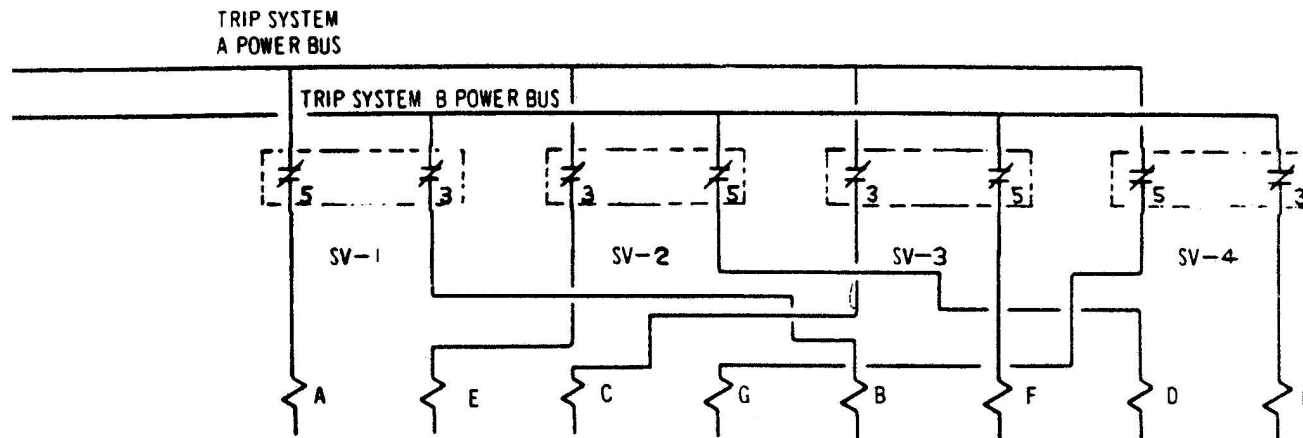 TRIP SYSTEM
A POWER BUS
TRIP SYSTEM B POWER BUS
5 3 3 5 3 5 5 3
SV-1 SV-2 SV-3 SV-4
A E C G B F D